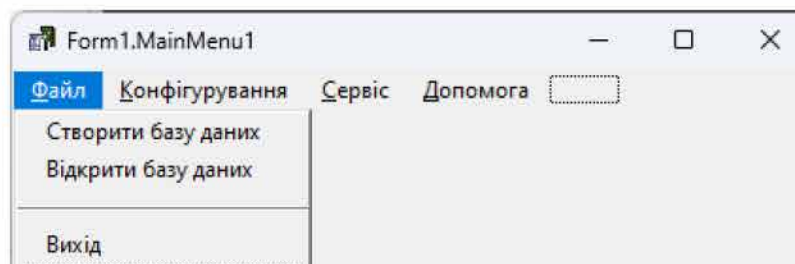 Form1.MainMenu1
Файл Конфігурування Сервіс Допомога
Створити базу даних
Відкрити базу даних
Вихід